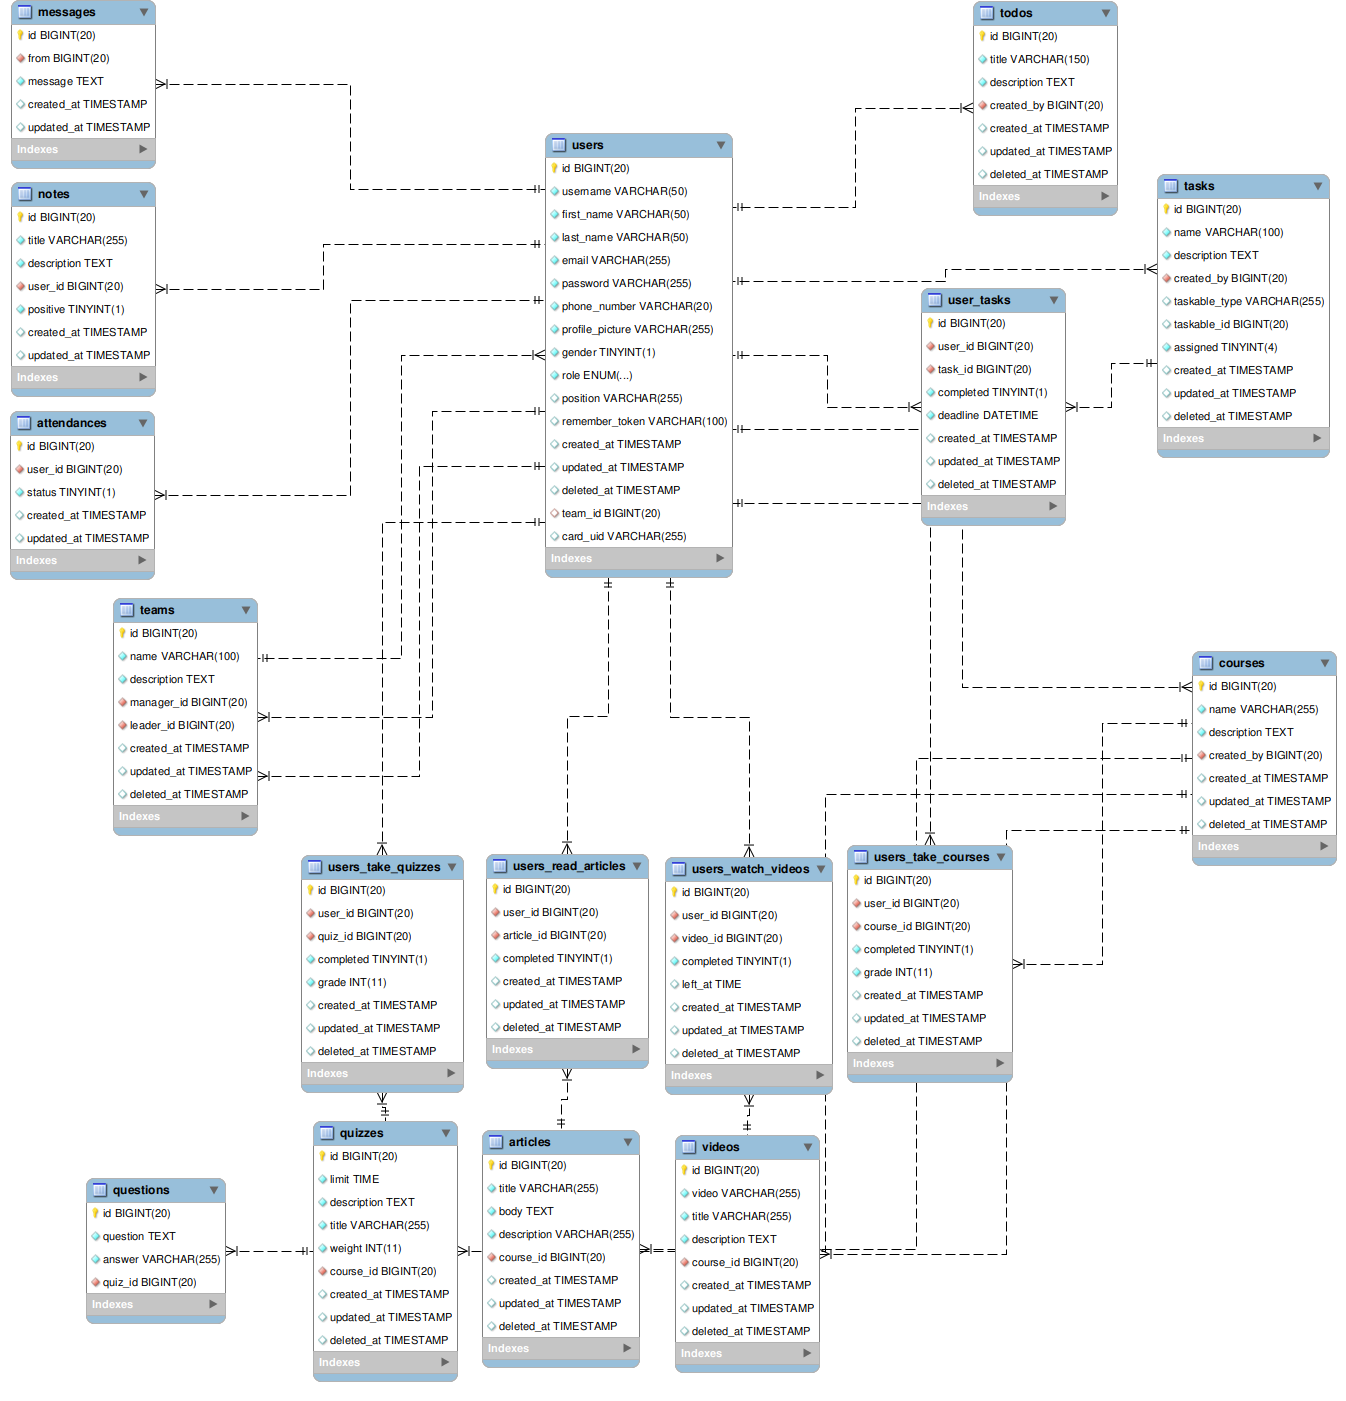 messages
id BIGINT(20)
from BIGINT(20)
message TEXT
created_at TIMESTAMP
updated_at TIMESTAMP
Indexes
notes
id BIGINT(20)
title VARCHAR(255)
description TEXT
user_id BIGINT(20)
positive TINYINT(1)
created_at TIMESTAMP
updated_at TIMESTAMP
Indexes
attendances
id BIGINT(20)
user_id BIGINT(20)
status TINYINT(1)
created_at TIMESTAMP
updated_at TIMESTAMP
Indexes
users
id BIGINT(20)
username VARCHAR(50)
first_name VARCHAR(50)
last_name VARCHAR(50)
email VARCHAR(255)
password VARCHAR(255)
phone_number VARCHAR(20)
profile_picture VARCHAR(255)
gender TINYINT(1)
role ENUM(...)
position VARCHAR(255)
remember_token VARCHAR(100)
created_at TIMESTAMP
updated_at TIMESTAMP
deleted_at TIMESTAMP
team_id BIGINT(20)
card_uid VARCHAR(255)
Indexes
todos
id BIGINT(20)
title VARCHAR(150)
description TEXT
created_by BIGINT(20)
created_at TIMESTAMP
updated_at TIMESTAMP
deleted_at TIMESTAMP
Indexes
tasks
id BIGINT(20)
name VARCHAR(100)
description TEXT
created_by BIGINT(20)
taskable_type VARCHAR(255)
taskable_id BIGINT(20)
assigned TINYINT(4)
created_at TIMESTAMP
updated_at TIMESTAMP
deleted_at TIMESTAMP
Indexes
user_tasks
id BIGINT(20)
user_id BIGINT(20)
task_id BIGINT(20)
completed TINYINT(1)
deadline DATETIME
created_at TIMESTAMP
updated_at TIMESTAMP
deleted_at TIMESTAMP
Indexes
teams
id BIGINT(20)
name VARCHAR(100)
description TEXT
manager_id BIGINT(20)
leader_id BIGINT(20)
created_at TIMESTAMP
updated_at TIMESTAMP
deleted_at TIMESTAMP
Indexes
courses
id BIGINT(20)
name VARCHAR(255)
description TEXT
created_by BIGINT(20)
created_at TIMESTAMP
updated_at TIMESTAMP
deleted_at TIMESTAMP
Indexes
users_take_quizzes
id BIGINT(20)
user_id BIGINT(20)
quiz_id BIGINT(20)
completed TINYINT(1)
grade INT(11)
created_at TIMESTAMP
updated_at TIMESTAMP
deleted_at TIMESTAMP
Indexes
users_read_articles
id BIGINT(20)
user_id BIGINT(20)
article_id BIGINT(20)
completed TINYINT(1)
created_at TIMESTAMP
updated_at TIMESTAMP
deleted_at TIMESTAMP
Indexes
users_watch_videos
id BIGINT(20)
user_id BIGINT(20)
video_id BIGINT(20)
completed TINYINT(1)
left_at TIME
created_at TIMESTAMP
updated_at TIMESTAMP
deleted_at TIMESTAMP
Indexes
users_take_courses
id BIGINT(20)
user_id BIGINT(20)
course_id BIGINT(20)
completed TINYINT(1)
grade INT(11)
created_at TIMESTAMP
updated_at TIMESTAMP
deleted_at TIMESTAMP
Indexes
questions
id BIGINT(20)
question TEXT
answer VARCHAR(255)
quiz_id BIGINT(20)
Indexes
quizzes
id BIGINT(20)
limit TIME
description TEXT
title VARCHAR(255)
weight INT(11)
course_id BIGINT(20)
created_at TIMESTAMP
updated_at TIMESTAMP
deleted_at TIMESTAMP
Indexes
articles
id BIGINT(20)
title VARCHAR(255)
body TEXT
description VARCHAR(255)
course_id BIGINT(20)
created_at TIMESTAMP
updated_at TIMESTAMP
deleted_at TIMESTAMP
Indexes
videos
id BIGINT(20)
video VARCHAR(255)
title VARCHAR(255)
description TEXT
course_id BIGINT(20)
created_at TIMESTAMP
updated_at TIMESTAMP
deleted_at TIMESTAMP
Indexes